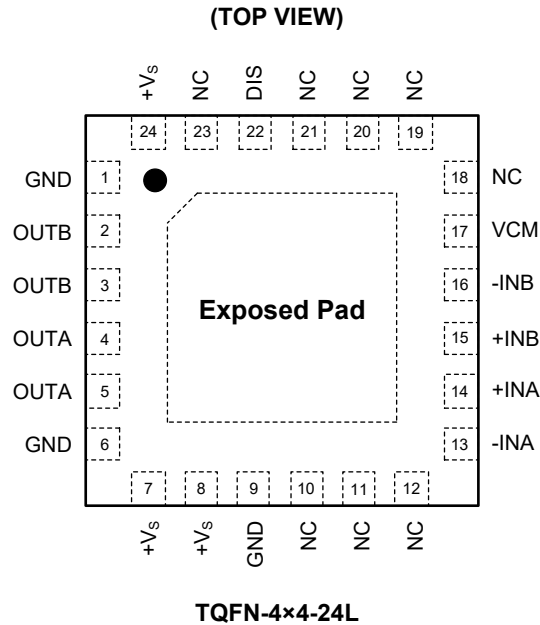 (TOP VIEW)
+VS NC DIS NC NC NC
24 23 22 21 20 19
GND 1 18 NC
OUTB 2 17 VCM
OUTB 3 16 -INB
Exposed Pad
OUTA 4 15 +INB
OUTA 5 14 +INA
GND 6 13 -INA
7 8 9 10 11 12
+VS +VS GND NC NC NC
TQFN-4×4-24L